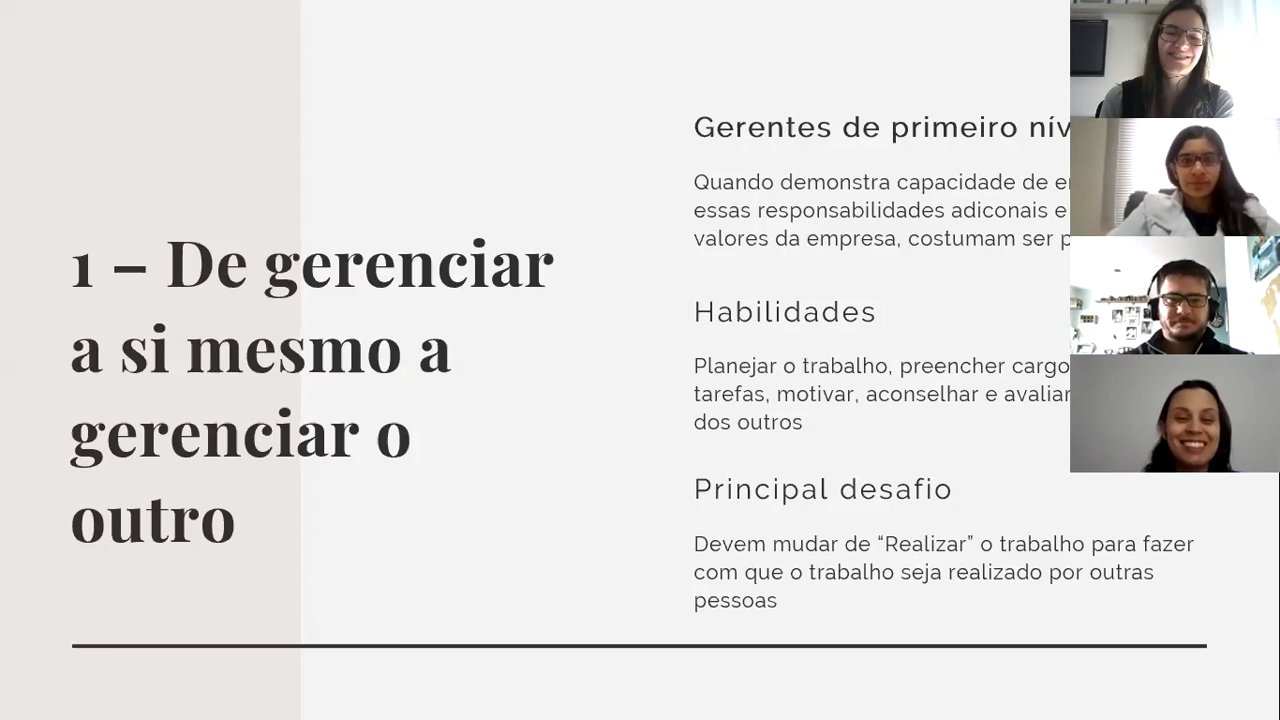 1 – De gerenciar
a si mesmo a
gerenciar o
outro
Gerentes de primeiro
Quando demonstra capacidade de
essas responsabilidades adiconais e
valores da empresa, costumam ser
Habilidades
Planejar o trabalho, preencher
tarefas, motivar, aconselhar e avaliar
dos outros
Principal desafio
Devem mudar de “Realizar” o trabalho para fazer
com que o trabalho seja realizado por outras
pessoas